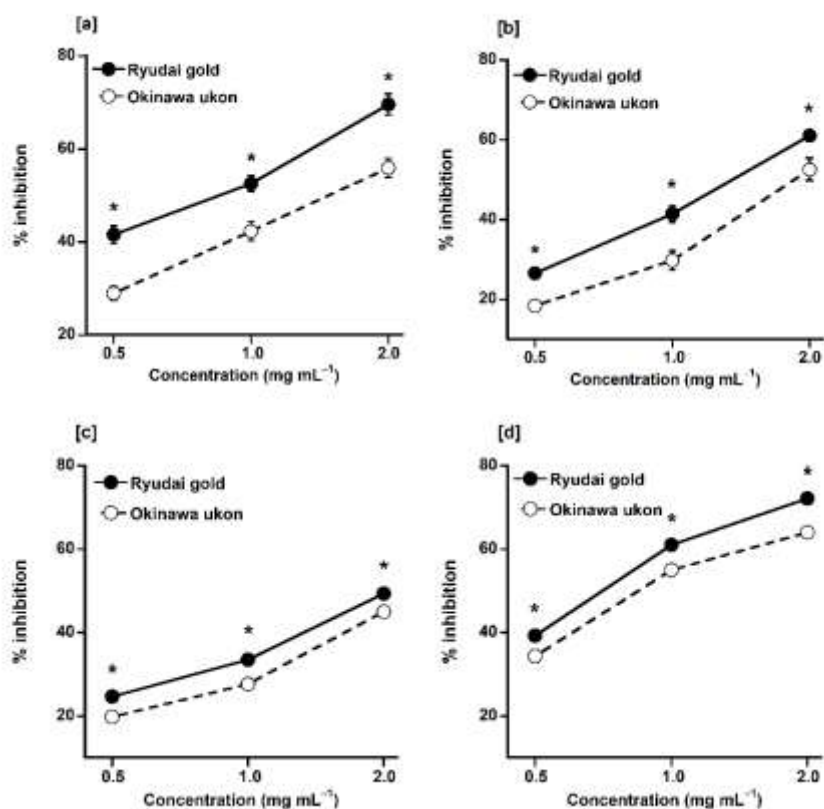 [a]
80
Ryudai gold
Okinawa ukon
*
*
*
60
40
20
% inhibition
0.5
1.0
2.0
Concentration (mg mL⁻¹)
[b]
80
Ryudai gold
Okinawa ukon
*
*
*
60
40
20
% inhibition
0.5
1.0
2.0
Concentration (mg mL⁻¹)
[c]
80
Ryudai gold
Okinawa ukon
*
*
*
60
40
20
% inhibition
0.5
1.0
2.0
Concentration (mg mL⁻¹)
[d]
80
Ryudai gold
Okinawa ukon
*
*
*
60
40
20
% inhibition
0.5
1.0
2.0
Concentration (mg mL⁻¹)